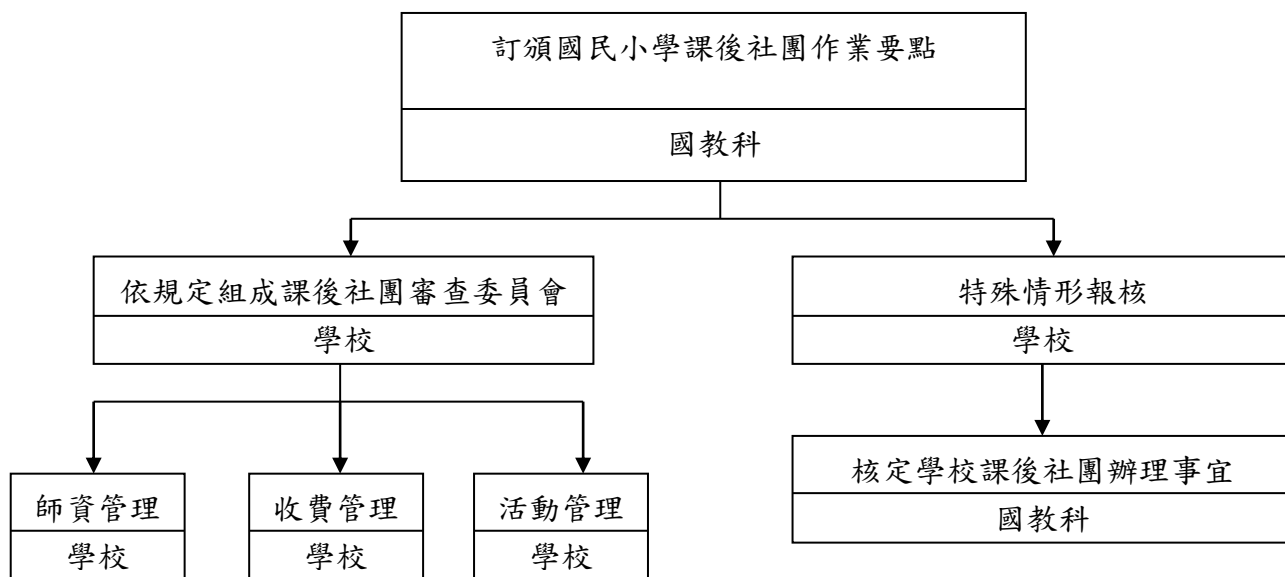 訂頒國民小學課後社團作業要點
國教科
依規定組成課後社團審查委員會
學校
特殊情形報核
學校
師資管理
學校
收費管理
學校
活動管理
學校
核定學校課後社團辦理事宜
國教科